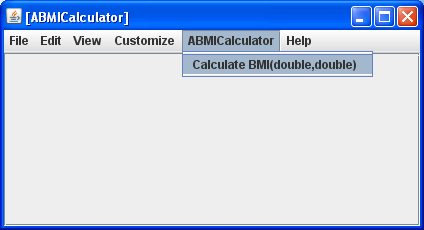 [ABMICalculator]
File Edit View Customize ABMICalculator Help
Calculate BMI(double,double)